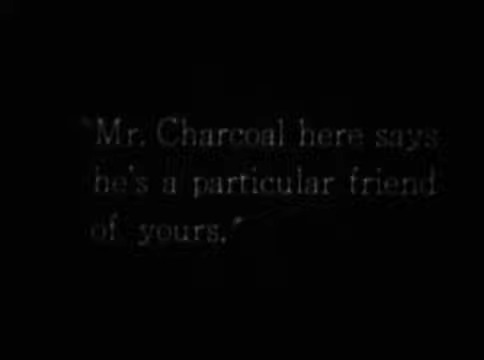 "Mr. Charcoal here says
he's a particular friend
of yours."